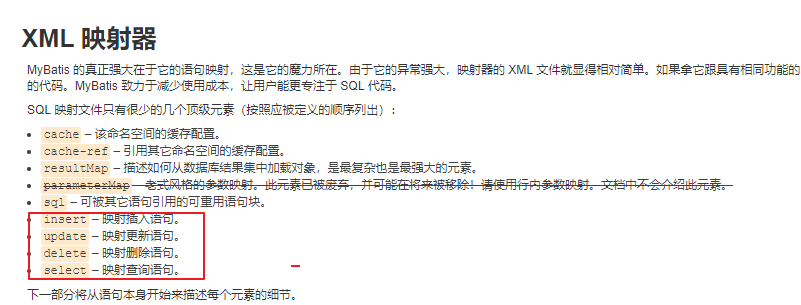 XML 映射器
MyBatis 的真正强大在于它的语句映射，这是它的魔力所在。由于它的异常强大，映射器的 XML 文件就显得相对简单。如果拿它跟具有相同功能的
的代码。MyBatis 致力于减少使用成本，让用户能更专注于 SQL 代码。
SQL 映射文件只有很少的几个顶级元素（按照应被定义的顺序列出）：
cache – 该命名空间的缓存配置。
cache-ref – 引用其它命名空间的缓存配置。
resultMap – 描述如何从数据库结果集中加载对象，是最复杂也是最强大的元素。
parameterMap – 老式风格的参数映射。此元素已被废弃，并可能在将来被移除！请使用行内参数映射。文档中不会介绍此元素。
sql – 可被其它语句引用的可重用语句块。
insert – 映射插入语句。
update – 映射更新语句。
delete – 映射删除语句。
select – 映射查询语句。
下一部分将从语句本身开始来描述每个元素的细节。